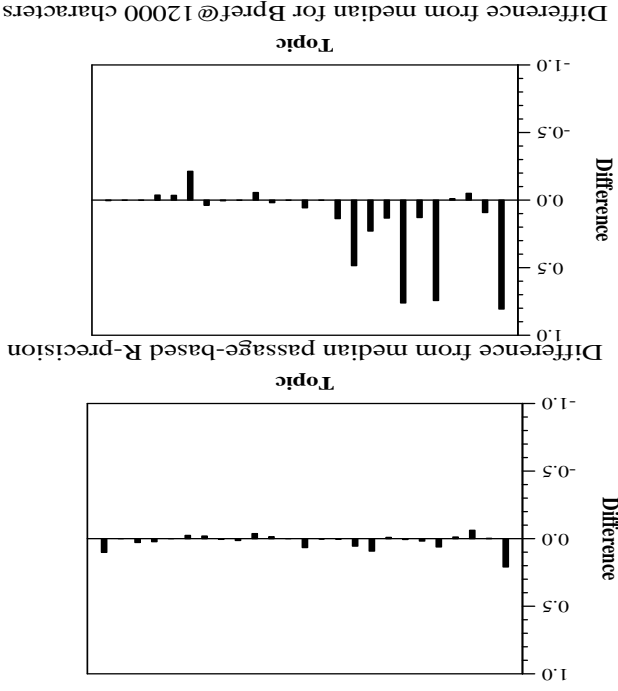 1.0
0.5
0.0
-0.5
-1.0
Difference
Topic
Difference from median passage-based R-precision
1.0
0.5
0.0
-0.5
-1.0
Difference
Topic
Difference from median for Bpref@12000 characters